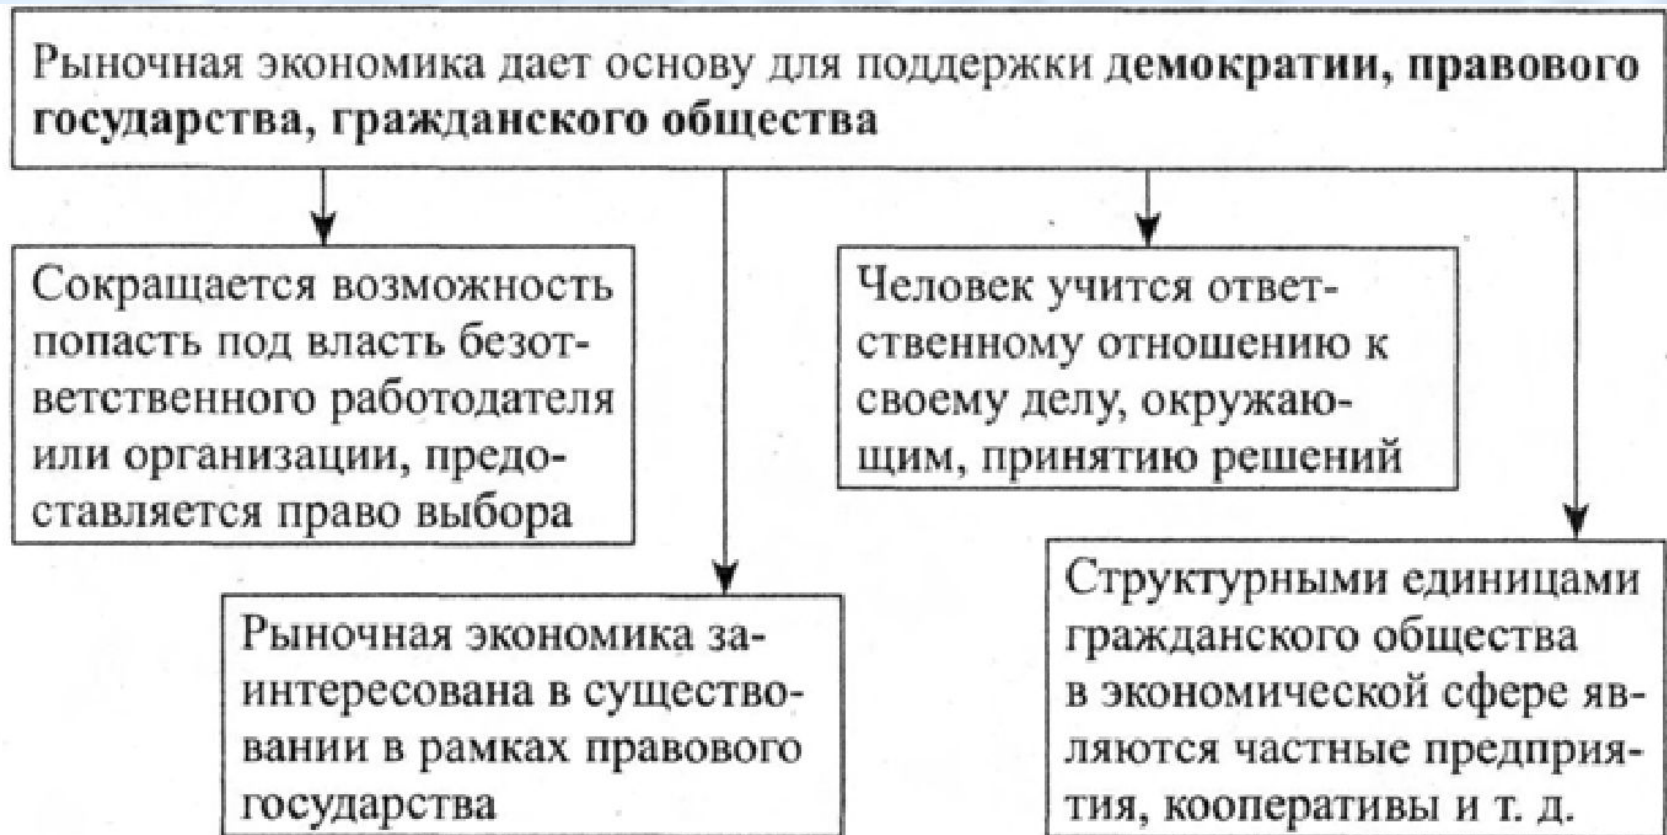 Рыночная экономика дает основу для поддержки демократии, правового
государства, гражданского общества
Сокращается возможность
попасть под власть безот-
ветственного работодателя
или организации, предо-
ставляется право выбора
Рыночная экономика за-
интересована в существо-
вании в рамках правового
государства
Человек учится ответ-
ственному отношению к
своему делу, окружаю-
щим, принятию решений
Структурными единицами
гражданского общества
в экономической сфере яв-
ляются частные предприя-
тия, кооперативы и т. д.